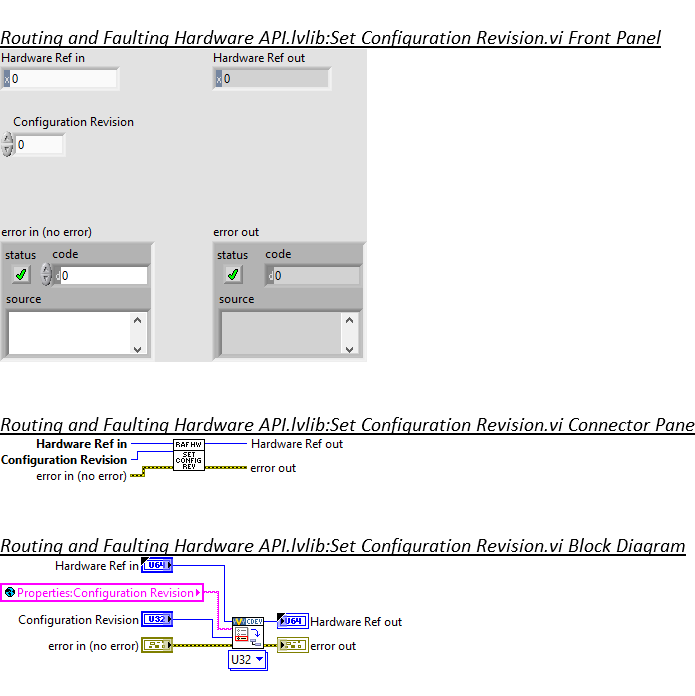 Routing and Faulting Hardware API.lvlib:Set Configuration Revision.vi Front Panel
Hardware Ref in
Hardware Ref out
x 0
x 0
Configuration Revision
0
error in (no error)
error out
status
code
status
code
d 0
d 0
source
source
Routing and Faulting Hardware API.lvlib:Set Configuration Revision.vi Connector Pane
Hardware Ref in
RAF HW
Hardware Ref out
Configuration Revision
SET
CONFIG
REV
error in (no error)
error out
Routing and Faulting Hardware API.lvlib:Set Configuration Revision.vi Block Diagram
Hardware Ref in
U64
Properties:Configuration Revision
Configuration Revision
U32
CDEV
U64
Hardware Ref out
error in (no error)
error out
U32